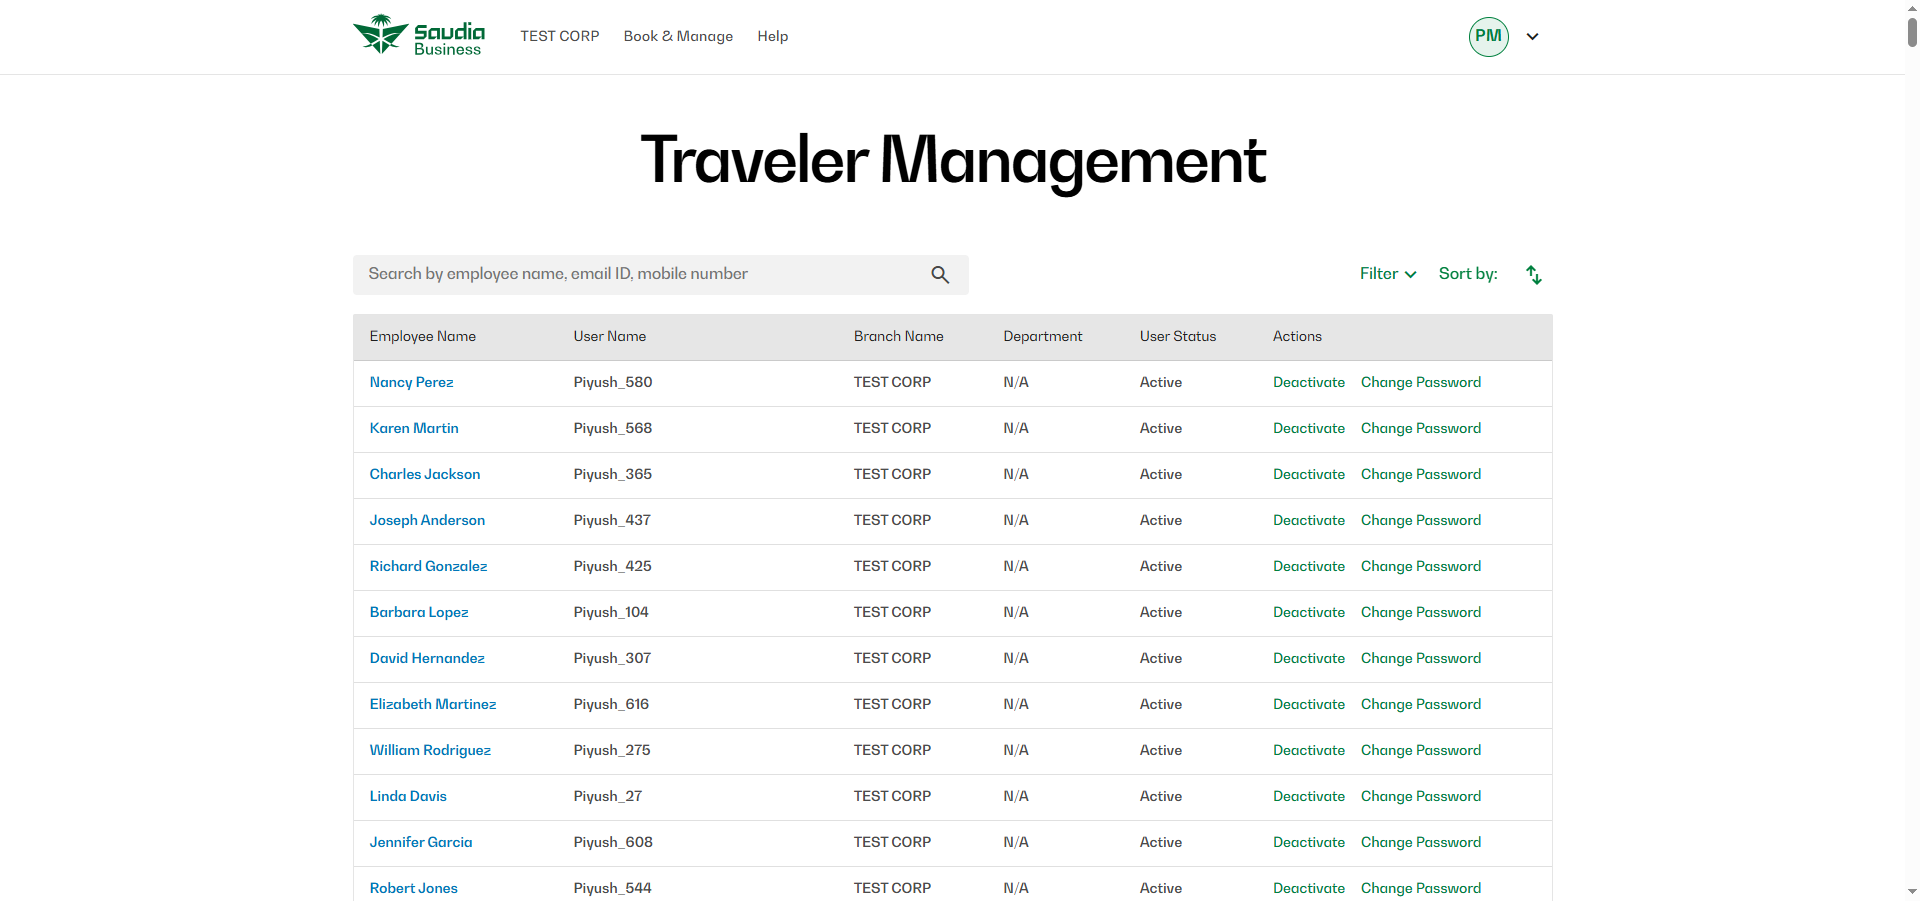 Saudia
Business
TEST CORP Book & Manage Help PM
Traveler Management
Search by employee name, email ID, mobile number Filter Sort by:
Employee Name User Name Branch Name Department User Status Actions
Nancy Perez Piyush_580 TEST CORP N/A Active Deactivate Change Password
Karen Martin Piyush_568 TEST CORP N/A Active Deactivate Change Password
Charles Jackson Piyush_365 TEST CORP N/A Active Deactivate Change Password
Joseph Anderson Piyush_437 TEST CORP N/A Active Deactivate Change Password
Richard Gonzalez Piyush_425 TEST CORP N/A Active Deactivate Change Password
Barbara Lopez Piyush_104 TEST CORP N/A Active Deactivate Change Password
David Hernandez Piyush_307 TEST CORP N/A Active Deactivate Change Password
Elizabeth Martinez Piyush_616 TEST CORP N/A Active Deactivate Change Password
William Rodriguez Piyush_275 TEST CORP N/A Active Deactivate Change Password
Linda Davis Piyush_27 TEST CORP N/A Active Deactivate Change Password
Jennifer Garcia Piyush_608 TEST CORP N/A Active Deactivate Change Password
Robert Jones Piyush_544 TEST CORP N/A Active Deactivate Change Password